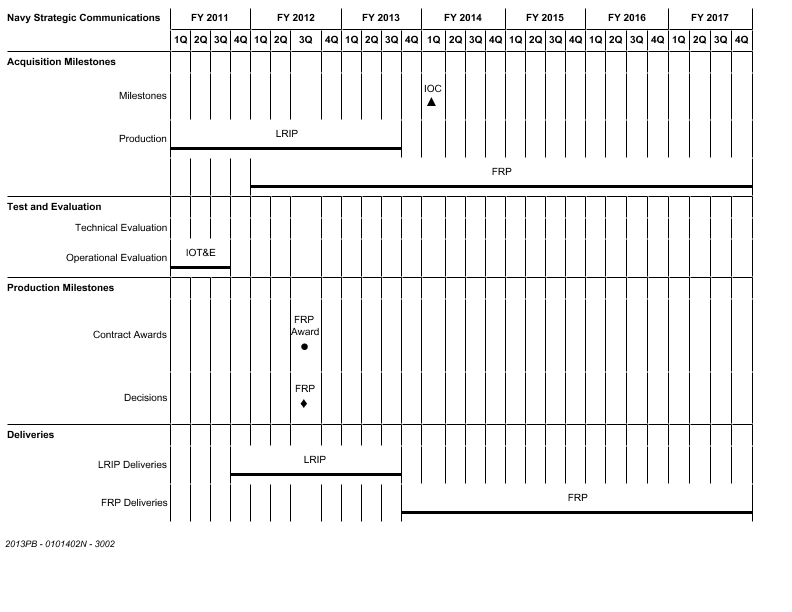 Navy Strategic Communications FY 2011 FY 2012 FY 2013 FY 2014 FY 2015 FY 2016 FY 2017
1Q 2Q 3Q 4Q 1Q 2Q 3Q 4Q 1Q 2Q 3Q 4Q 1Q 2Q 3Q 4Q 1Q 2Q 3Q 4Q 1Q 2Q 3Q 4Q 1Q 2Q 3Q 4Q
Acquisition Milestones
IOC
Milestones
LRIP
Production
FRP
Test and Evaluation
Technical Evaluation
IOT&E
Operational Evaluation
Production Milestones
FRP
Award
Contract Awards
FRP
Decisions
Deliveries
LRIP
LRIP Deliveries
FRP
FRP Deliveries
2013PB - 0101402N - 3002